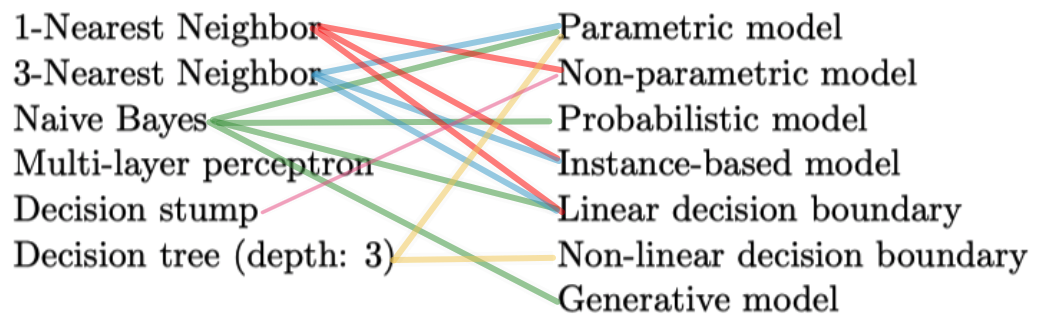 1-Nearest Neighbor
3-Nearest Neighbor
Naive Bayes
Multi-layer perceptron
Decision stump
Decision tree (depth: 3)
Parametric model
Non-parametric model
Probabilistic model
Instance-based model
Linear decision boundary
Non-linear decision boundary
Generative model